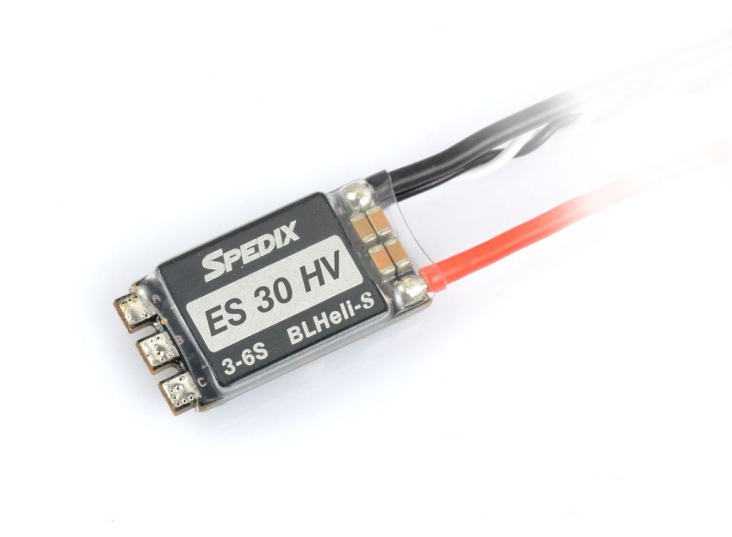 SPEDIX
ES 30 HV
3-6S BLHeli-S
A
B
C